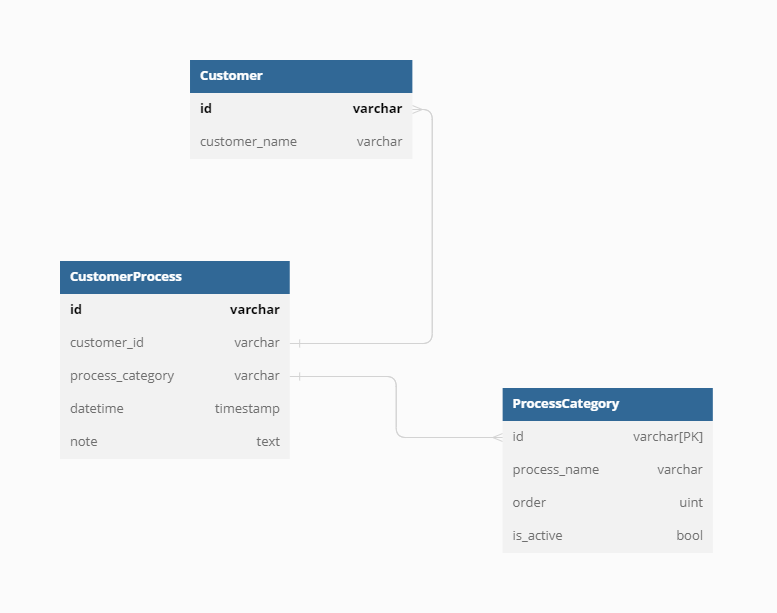 Customer
id varchar
customer_name varchar
CustomerProcess
id varchar
customer_id varchar
process_category varchar
datetime timestamp
note text
ProcessCategory
id varchar[PK]
process_name varchar
order uint
is_active bool